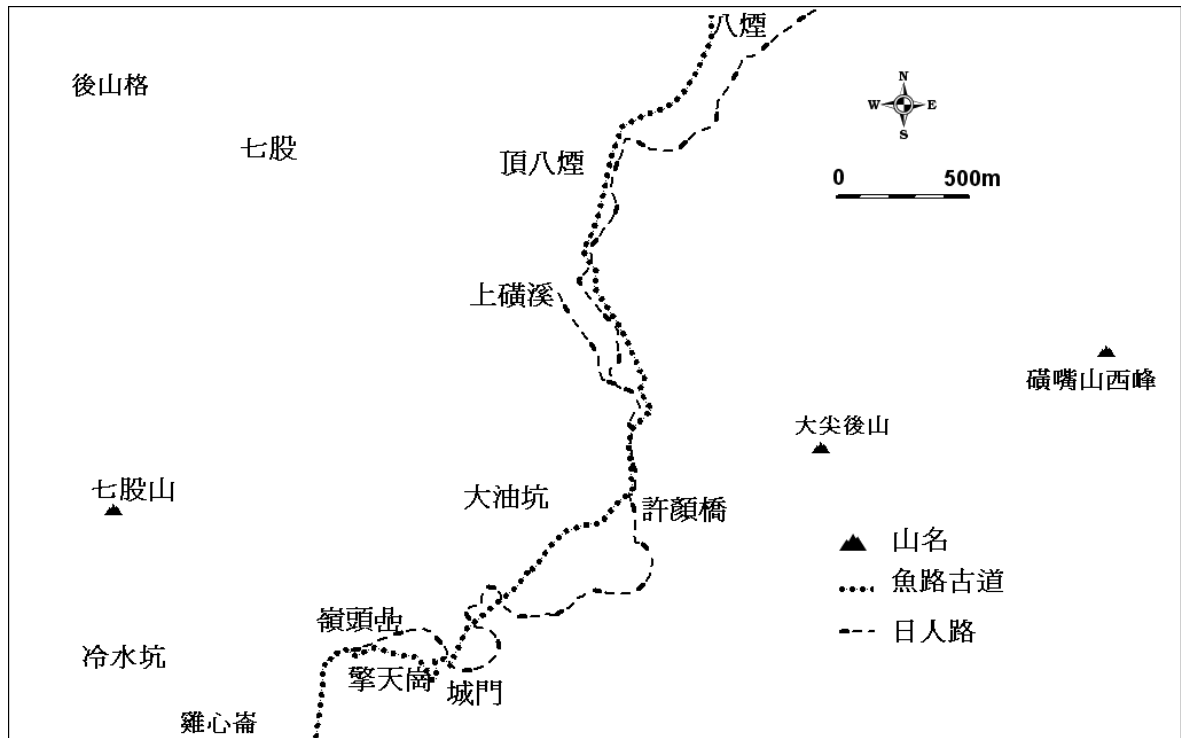 八煙
後山格
N
W
E
S
七股
頂八煙
0
500m
上磺溪
磺嘴山西峰
大尖後山
七股山
大油坑
許顏橋
山名
魚路古道
嶺頭喦
日人路
冷水坑
擎天崗
城門
雞心崙